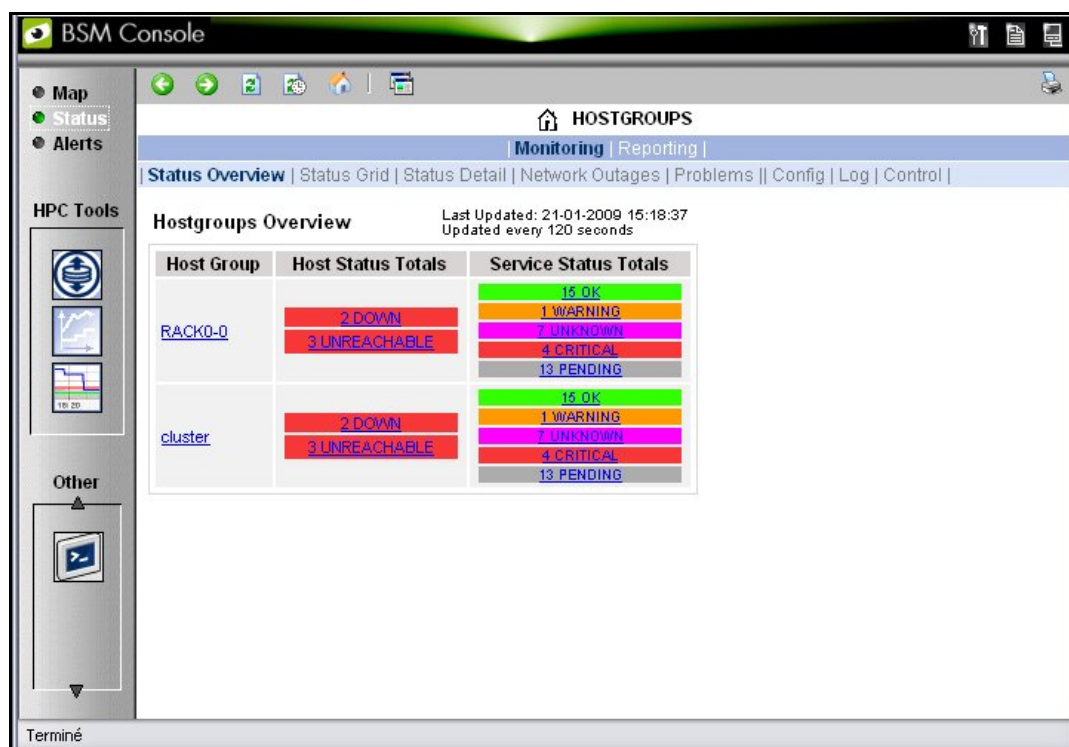 BSM Console
Map
Status
Alerts
HPC Tools
18:20
Other
HOSTGROUPS
| Monitoring | Reporting |
| Status Overview | Status Grid | Status Detail | Network Outages | Problems || Config | Log | Control |
Hostgroups Overview
Last Updated: 21-01-2009 15:18:37
Updated every 120 seconds
Host Group Host Status Totals Service Status Totals
RACK0-0
2 DOWN
3 UNREACHABLE
15 OK
1 WARNING
7 UNKNOWN
4 CRITICAL
13 PENDING
cluster
2 DOWN
3 UNREACHABLE
15 OK
1 WARNING
7 UNKNOWN
4 CRITICAL
13 PENDING
Terminé